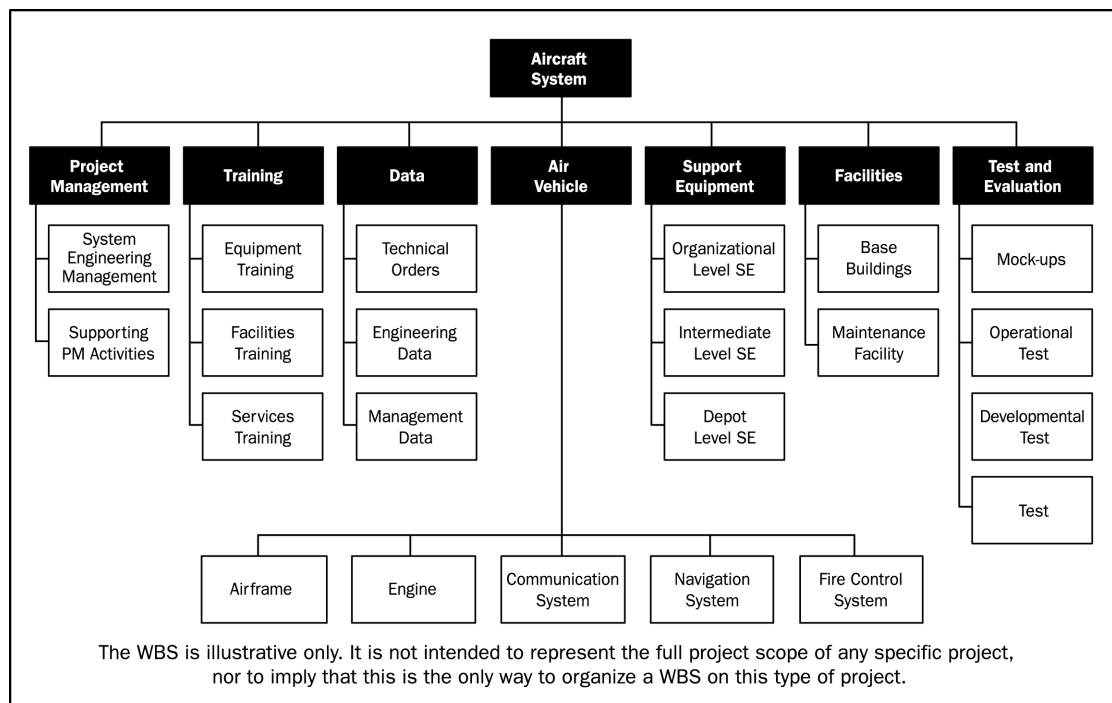 Aircraft
System
Project
Management
Training
Data
Air
Vehicle
Support
Equipment
Facilities
Test and
Evaluation
System
Engineering
Management
Supporting
PM Activities
Equipment
Training
Facilities
Training
Services
Training
Technical
Orders
Engineering
Data
Management
Data
Organizational
Level SE
Intermediate
Level SE
Depot
Level SE
Base
Buildings
Maintenance
Facility
Mock-ups
Operational
Test
Developmental
Test
Test
Airframe
Engine
Communication
System
Navigation
System
Fire Control
System
The WBS is illustrative only. It is not intended to represent the full project scope of any specific project,
nor to imply that this is the only way to organize a WBS on this type of project.